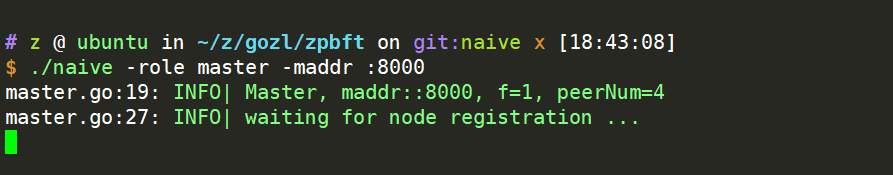 # z @ ubuntu in ~/z/gozl/zpbft on git:naive x [18:43:08]
$ ./naive -role master -maddr :8000
master.go:19: INFO| Master, maddr::8000, f=1, peerNum=4
master.go:27: INFO| waiting for node registration ...